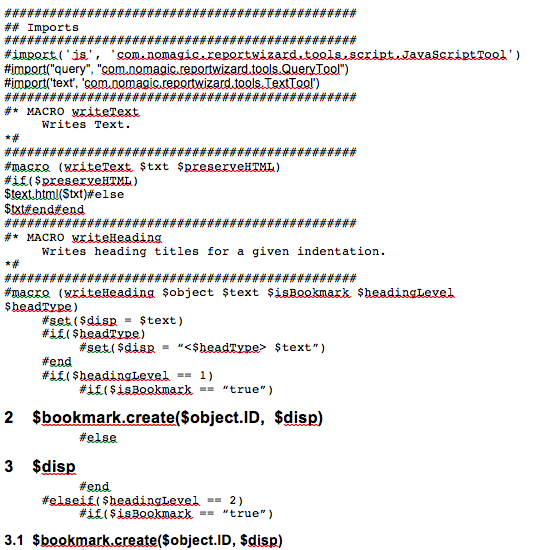 ###############################################
## Imports
###############################################
#import('js', 'com.nomagic.reportwizard.tools.script.JavaScriptTool')
#import("query", "com.nomagic.reportwizard.tools.QueryTool")
#import('text', 'com.nomagic.reportwizard.tools.TextTool')
###############################################
#* MACRO writeText
Writes Text.
*#
###############################################
#macro (writeText $txt $preserveHTML)
#if($preserveHTML)
$text.html($txt)#else
$txt#end#end
###############################################
#* MACRO writeHeading
Writes heading titles for a given indentation.
*#
###############################################
#macro (writeHeading $object $text $isBookmark $headingLevel
$headType)
#set($disp = $text)
#if($headType)
#set($disp = “<$headType> $text”)
#end
#if($headingLevel == 1)
#if($isBookmark == “true”)
2 $bookmark.create($object.ID, $disp)
#else
3 $disp
#end
#elseif($headingLevel == 2)
#if($isBookmark == “true”)
3.1 $bookmark.create($object.ID, $disp)